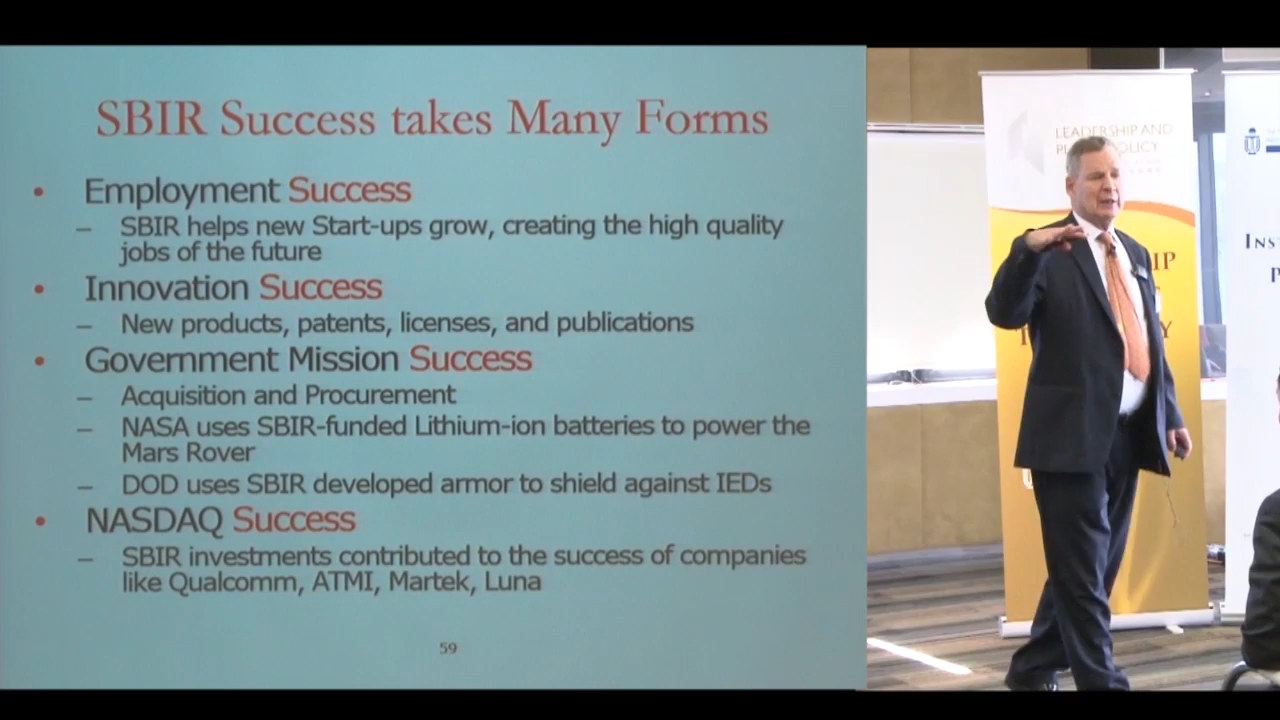 SBIR Success takes Many Forms
• Employment Success
– SBIR helps new Start-ups grow, creating the high quality
jobs of the future
• Innovation Success
– New products, patents, licenses, and publications
• Government Mission Success
– Acquisition and Procurement
– NASA uses SBIR-funded Lithium-ion batteries to power the
Mars Rover
– DOD uses SBIR developed armor to shield against IEDs
• NASDAQ Success
– SBIR investments contributed to the success of companies
like Qualcomm, ATMI, Martek, Luna
59
LEADERSHIP AND